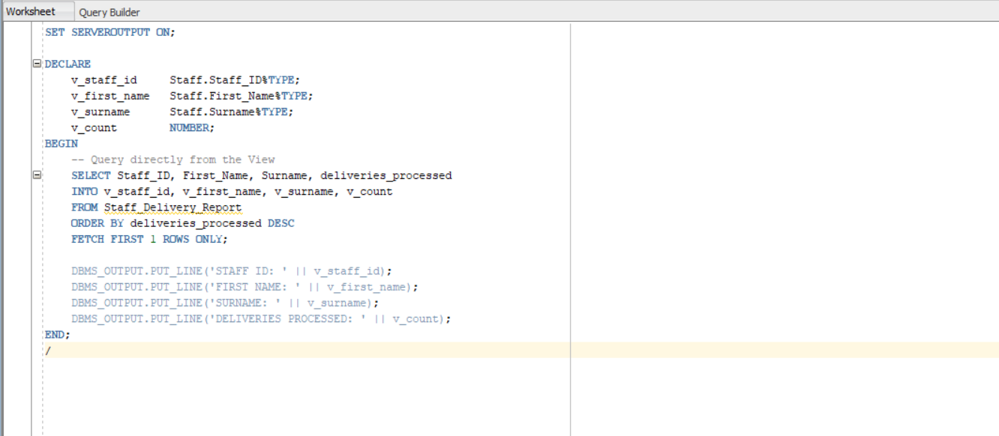 Worksheet Query Builder
SET SERVEROUTPUT ON;
DECLARE
v_staff_id Staff.Staff_ID%TYPE;
v_first_name Staff.First_Name%TYPE;
v_surname Staff.Surname%TYPE;
v_count NUMBER;
BEGIN
-- Query directly from the View
SELECT Staff_ID, First_Name, Surname, deliveries_processed
INTO v_staff_id, v_first_name, v_surname, v_count
FROM Staff_Delivery_Report
ORDER BY deliveries_processed DESC
FETCH FIRST 1 ROWS ONLY;
DBMS_OUTPUT.PUT_LINE('STAFF ID: ' || v_staff_id);
DBMS_OUTPUT.PUT_LINE('FIRST NAME: ' || v_first_name);
DBMS_OUTPUT.PUT_LINE('SURNAME: ' || v_surname);
DBMS_OUTPUT.PUT_LINE('DELIVERIES PROCESSED: ' || v_count);
END;
/